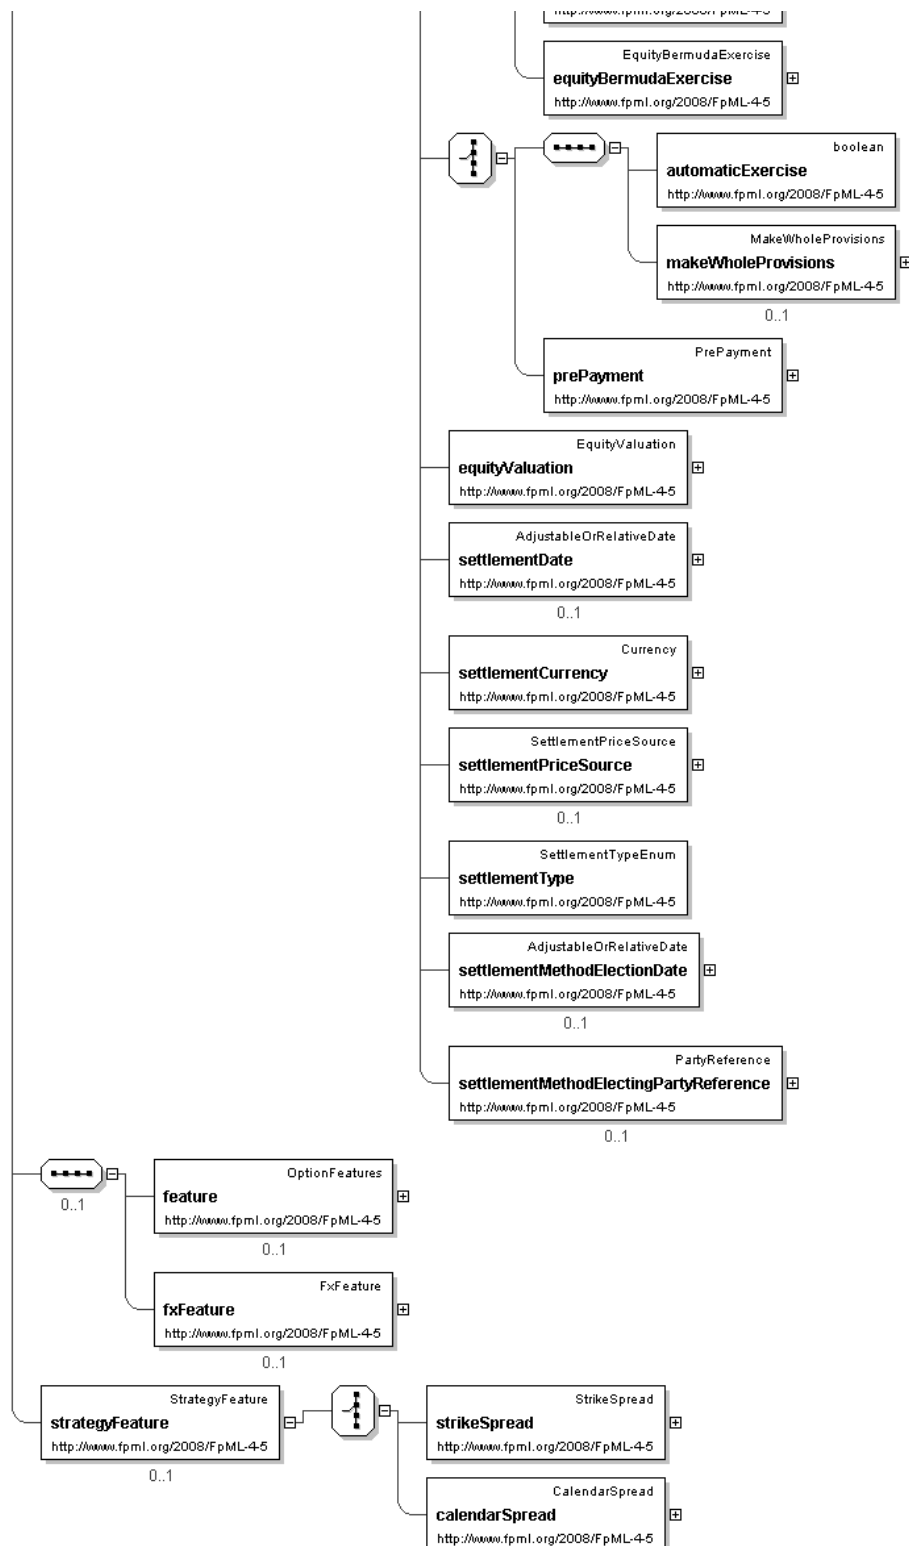 EquityBermudaExercise
equityBermudaExercise
http://www.fpml.org/2008/FpML-4-5
boolean
automaticExercise
http://www.fpml.org/2008/FpML-4-5
MakeWholeProvisions
makeWholeProvisions
http://www.fpml.org/2008/FpML-4-5
0..1
PrePayment
prePayment
http://www.fpml.org/2008/FpML-4-5
EquityValuation
equityValuation
http://www.fpml.org/2008/FpML-4-5
AdjustableOrRelativeDate
settlementDate
http://www.fpml.org/2008/FpML-4-5
0..1
Currency
settlementCurrency
http://www.fpml.org/2008/FpML-4-5
SettlementPriceSource
settlementPriceSource
http://www.fpml.org/2008/FpML-4-5
0..1
SettlementTypeEnum
settlementType
http://www.fpml.org/2008/FpML-4-5
AdjustableOrRelativeDate
settlementMethodElectionDate
http://www.fpml.org/2008/FpML-4-5
0..1
PartyReference
settlementMethodElectingPartyReference
http://www.fpml.org/2008/FpML-4-5
0..1
0..1
OptionFeatures
feature
http://www.fpml.org/2008/FpML-4-5
0..1
FxFeature
fxFeature
http://www.fpml.org/2008/FpML-4-5
0..1
StrategyFeature
strategyFeature
http://www.fpml.org/2008/FpML-4-5
0..1
StrikeSpread
strikeSpread
http://www.fpml.org/2008/FpML-4-5
CalendarSpread
calendarSpread
http://www.fpml.org/2008/FpML-4-5